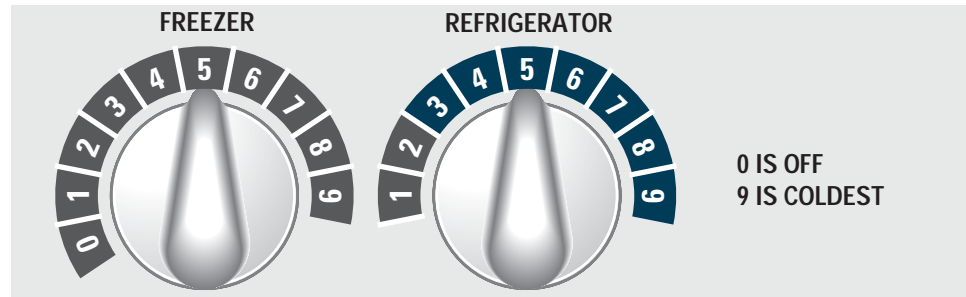 FREEZER
0 1 2 3 4 5 6 7 8 9
REFRIGERATOR
1 2 3 4 5 6 7 8 9
0 IS OFF
9 IS COLDEST